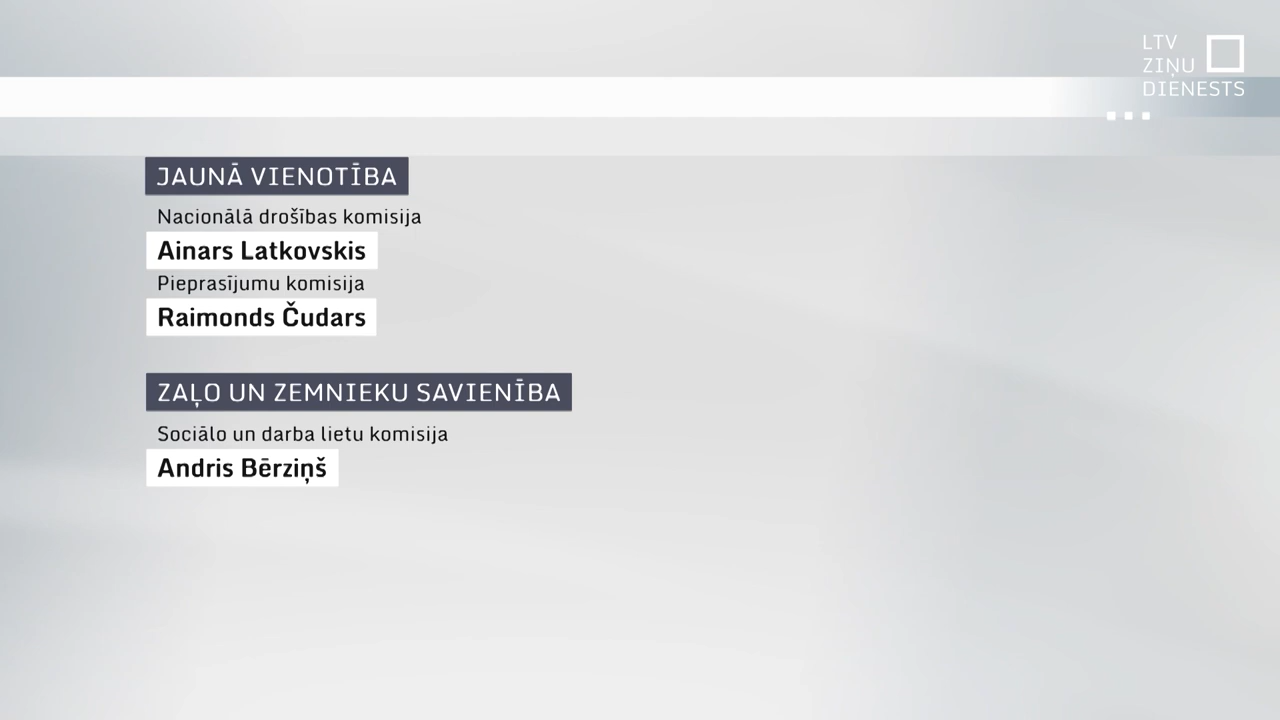 LTV
ZIŅU
DIENESTS
JAUNĀ VIENOTĪBA
Nacionālā drošības komisija
Ainars Latkovskis
Pieprasījumu komisija
Raimonds Čudars
ZAĻO UN ZEMNIEKU SAVIENĪBA
Sociālo un darba lietu komisija
Andris Bērziņš